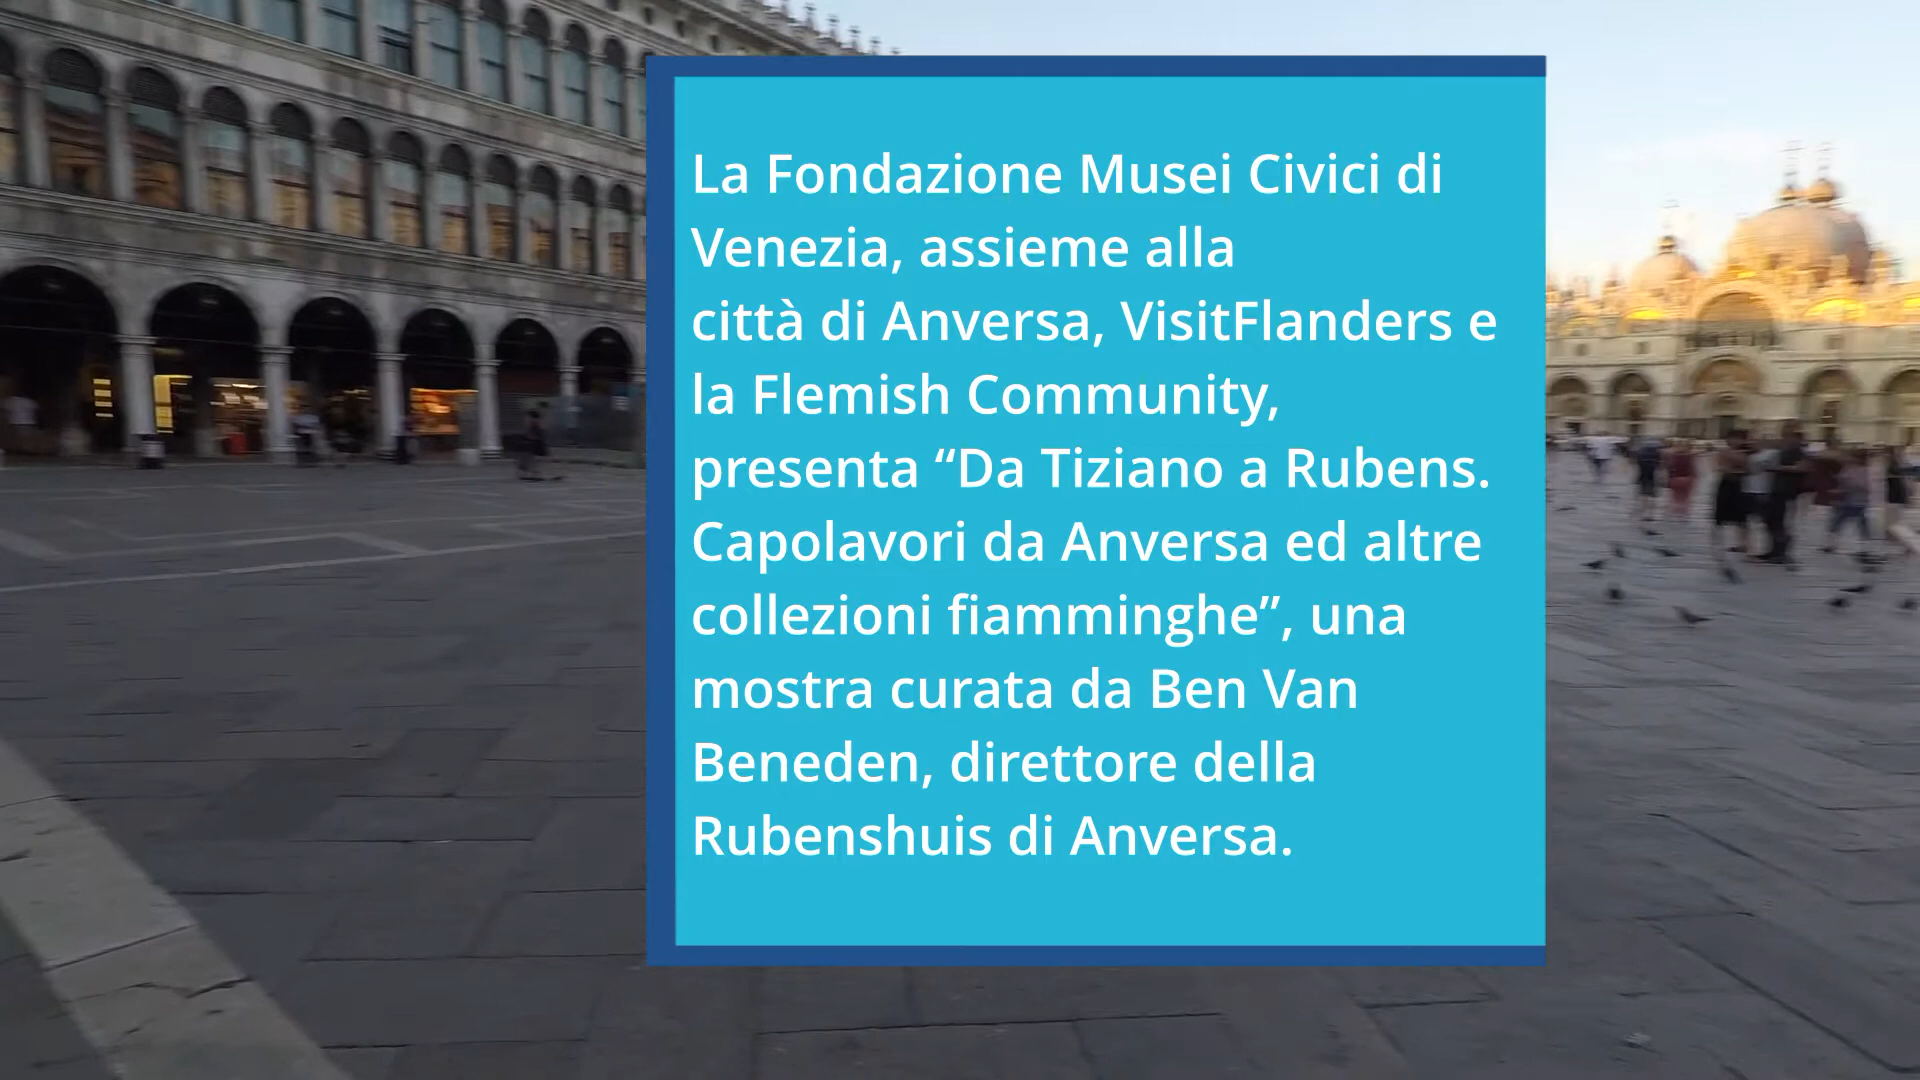 La Fondazione Musei Civici di
Venezia, assieme alla
città di Anversa, VisitFlanders e
la Flemish Community,
presenta “Da Tiziano a Rubens.
Capolavori da Anversa ed altre
collezioni fiamminghe”, una
mostra curata da Ben Van
Beneden, direttore della
Rubenshuis di Anversa.